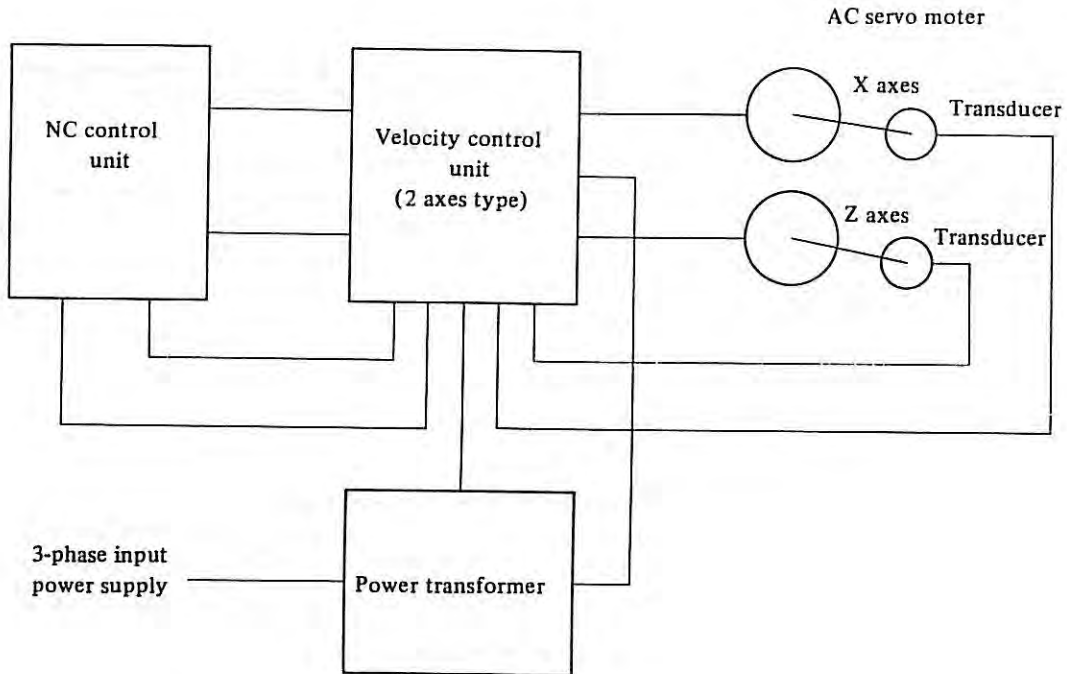 AC servo moter
NC control
unit
Velocity control
unit
(2 axes type)
X axes
Transducer
Z axes
Transducer
3-phase input
power supply
Power transformer